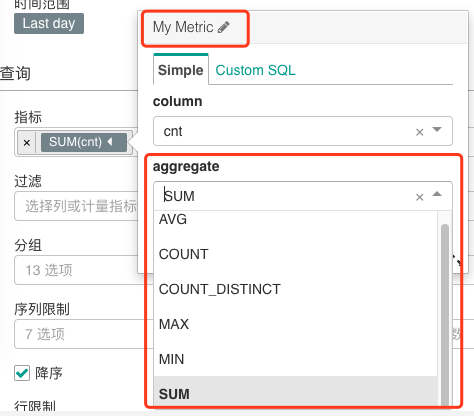 时间范围
Last day
查询
指标
× SUM(cnt)
过滤
选择列或计量指标
分组
13 选项
序列限制
7 选项
降序
行限制
My Metric
Simple
Custom SQL
column
cnt ×
aggregate
SUM ×
AVG
COUNT
COUNT_DISTINCT
MAX
MIN
SUM